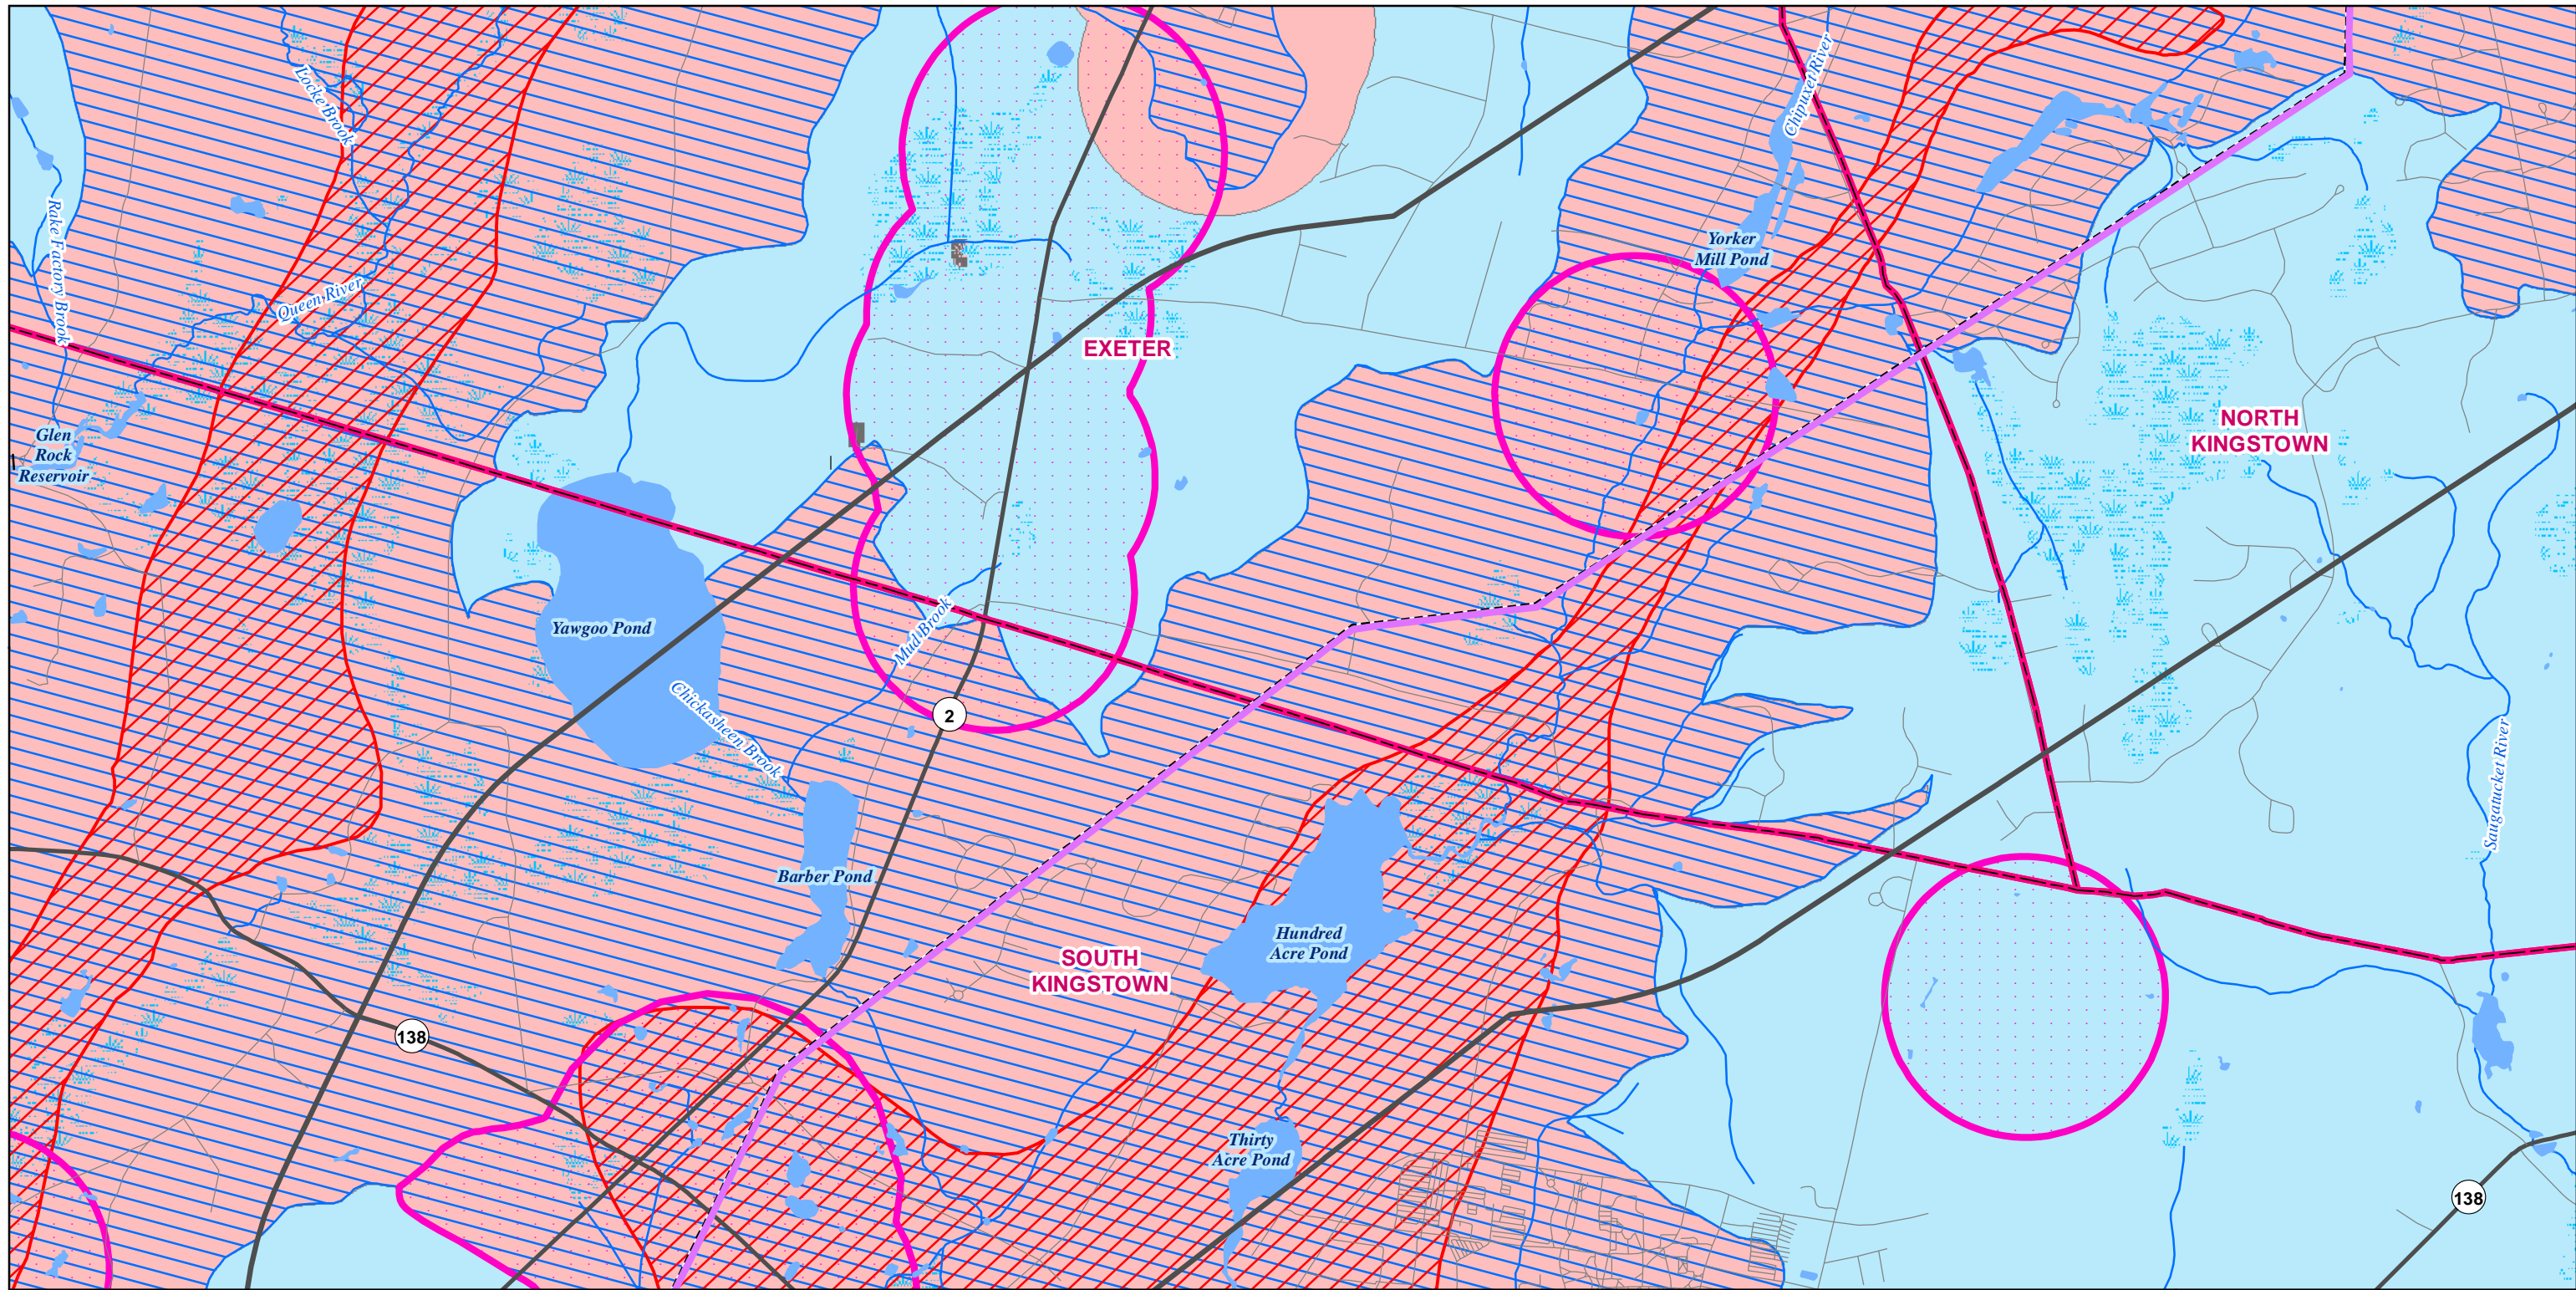 Locke Brook
Chipuxet River
Rake Factory Brook
Queen River
Yorker
Mill Pond
EXETER
NORTH
KINGSTOWN
Glen
Rock
Reservoir
Yawgoo Pond
Mud Brook
Chickasheen Brook
2
Saugatucket River
Barber Pond
Hundred
Acre Pond
SOUTH
KINGSTOWN
138
Thirty
Acre Pond
138